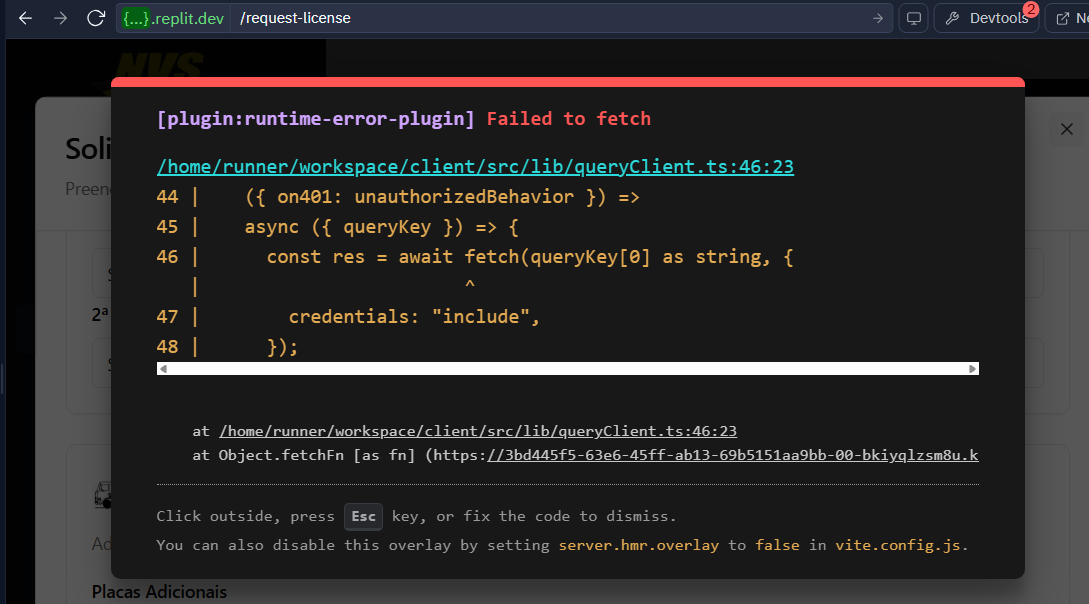 {...}.replit.dev /request-license
Devtools 2
NVS
[plugin:runtime-error-plugin] Failed to fetch
/home/runner/workspace/client/src/lib/queryClient.ts:46:23
44 | ({ on401: unauthorizedBehavior }) =>
45 | async ({ queryKey }) => {
46 | const res = await fetch(queryKey[0] as string, {
| ^
47 | credentials: "include",
48 | });
at /home/runner/workspace/client/src/lib/queryClient.ts:46:23
at Object.fetchFn [as fn] (https://3bd445f5-63e6-45ff-ab13-69b5151aa9bb-00-bkiyqlzsm8u.k
Click outside, press Esc key, or fix the code to dismiss.
You can also disable this overlay by setting server.hmr.overlay to false in vite.config.js.
2ª
Placas Adicionais